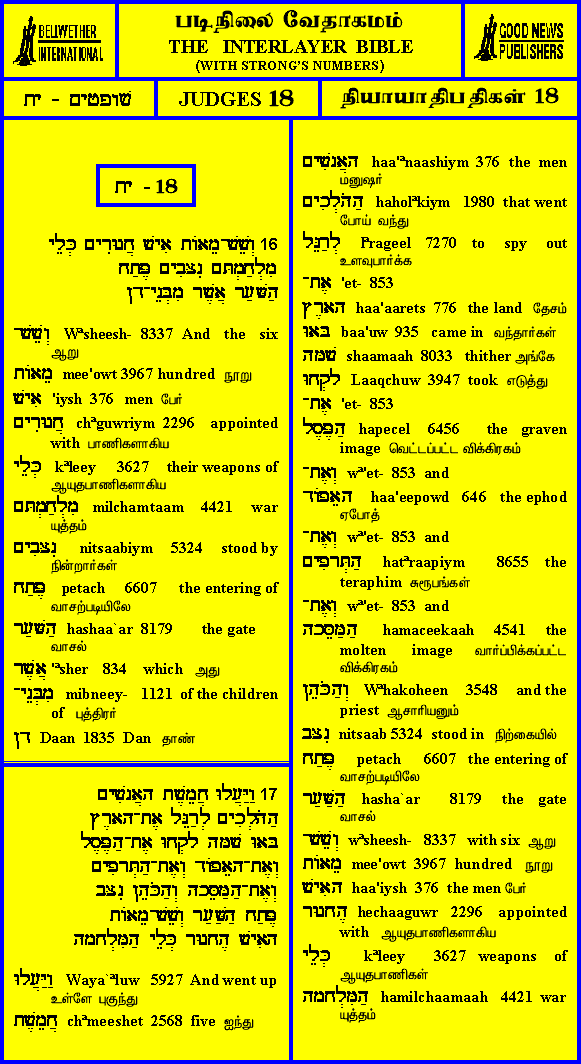 BELLWETHER
INTERNATIONAL
படிநிலை வேதாகமம்
THE INTERLAYER BIBLE
(WITH STRONG'S NUMBERS)
GOOD NEWS
PUBLISHERS
שופטים - יח
JUDGES 18
நியாயாதிபதிகள் 18
18 - יח
16 וְשֵׁשׁ־מֵאוֹת אִישׁ חֲגוּרִים כְּלֵי
מִלְחַמְתָּם נִצָּבִים פֶּתַח
הַשָּׁעַר אֲשֶׁר מִבְּנֵי־דָן
וְשֵׁשׁ־ Wªsheesh- 8337 And the six
ஆறு
מֵאוֹת mee'owt 3967 hundred நூறு
אִישׁ 'iysh 376 men பேர்
חֲגוּרִים chªguwriym 2296 appointed
with பாணிகளாகிய
כְּלֵי kªleey 3627 their weapons of
ஆயுதபாணிகளாகிய
מִלְחַמְתָּם milchamtaam 4421 war
யுத்தம்
נִצָּבִים nitsaabiym 5324 stood by
நின்றார்கள்
פֶּתַח petach 6607 the entering of
வாசற்படியிலே
הַשַּׁעַר hashaa`ar 8179 the gate
வாசல்
אֲשֶׁר 'ªsher 834 which அது
מִבְּנֵי־ mibneey- 1121 of the children
of புத்திரர்
דָן Daan 1835 Dan தாண்
17 וַיַּעֲלוּ חֲמֵשֶׁת הָאֲנָשִׁים
הַהֹלְכִים לְרַגֵּל אֶת־הָאָרֶץ
בָּאוּ שָׁמָּה לָקְחוּ אֶת־הַפֶּסֶל
וְאֶת־הָאֵפוֹד וְאֶת־הַתְּרָפִים
וְאֶת־הַמַּסֵּכָה וְהַכֹּהֵן נִצָּב
פֶּתַח הַשַּׁעַר וְשֵׁשׁ־מֵאוֹת
הָאִישׁ הֶחָגוּר כְּלֵי הַמִּלְחָמָה
וַיַּעֲלוּ Waya`ªluw 5927 And went up
உள்ளே புகுந்து
חֲמֵשֶׁת chªmeeshet 2568 five ஐந்து
הָאֲנָשִׁים haa'ªnaashiym 376 the men
மனுஷர்
הַהֹלְכִים haholªkiym 1980 that went
போய் வந்து
לְרַגֵּל lªrageel 7270 to spy out
உளவுபார்க்க
אֶת־ 'et- 853
הָאָרֶץ haa'aarets 776 the land தேசம்
בָּאוּ baa'uw 935 came in வந்தார்கள்
שָׁמָּה shaamaah 8033 thither அங்கே
לָקְחוּ Laaqchuw 3947 took எடுத்து
אֶת־ 'et- 853
הַפֶּסֶל hapecel 6456 the graven
image வெட்டப்பட்ட விக்கிரகம்
וְאֶת־ wª'et- 853 and
הָאֵפוֹד haa'eepowd 646 the ephod
ஏபோத்
וְאֶת־ wª'et- 853 and
הַתְּרָפִים hatªraapiym 8655 the
teraphim சுரூபங்கள்
וְאֶת־ wª'et- 853 and
הַמַּסֵּכָה hamaceekaah 4541 the
molten image வார்ப்பிக்கப்பட்ட
விக்கிரகம்
וְהַכֹּהֵן Wªhakoheen 3548 and the
priest ஆசாரியனும்
נִצָּב nitsaab 5324 stood in நிற்கையில்
פֶּתַח petach 6607 the entering of
வாசற்படியிலே
הַשַּׁעַר hasha`ar 8179 the gate
வாசல்
וְשֵׁשׁ־ wªsheesh- 8337 with six ஆறு
מֵאוֹת mee'owt 3967 hundred நூறு
הָאִישׁ haa'iysh 376 the men பேர்
הֶחָגוּר hechaaguwr 2296 appointed
with ஆயுதபாணிகளாகிய
כְּלֵי kªleey 3627 weapons of
ஆயுதபாணிகள்
הַמִּלְחָמָה hamilchaamaah 4421 war
யுத்தம்